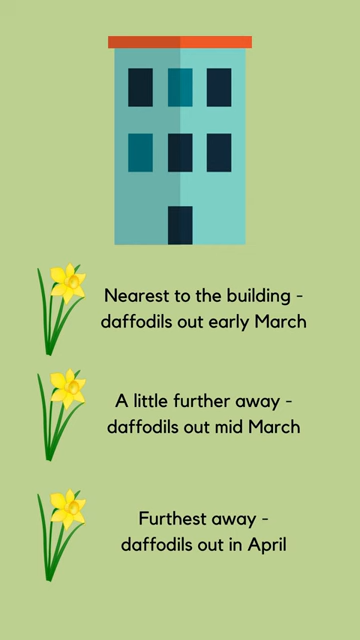 Nearest to the building -
daffodils out early March
A little further away -
daffodils out mid March
Furthest away -
daffodils out in April